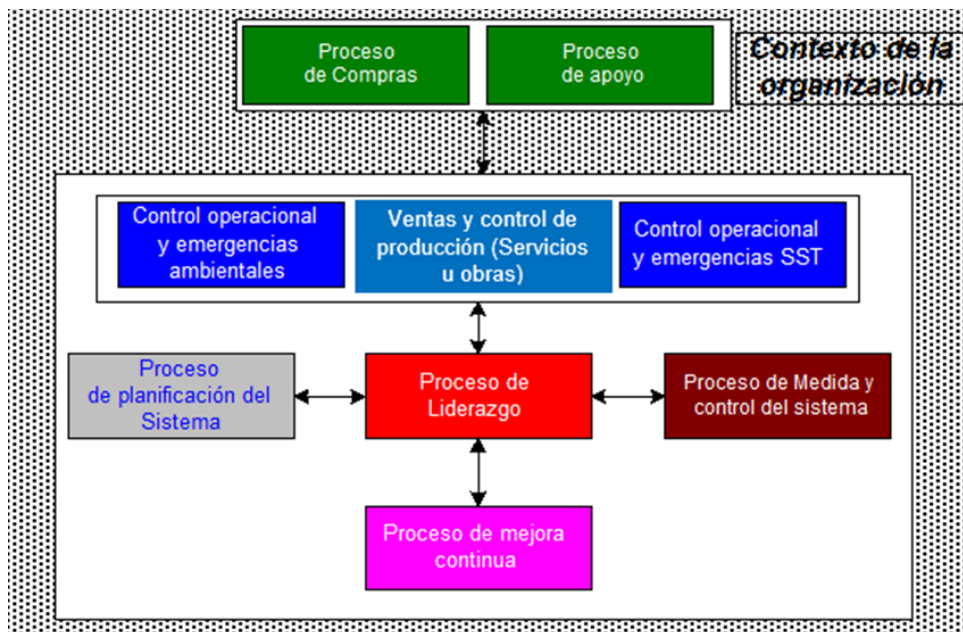 Proceso
de Compras
Proceso
de apoyo
Contexto de la
organización
Control operacional
y emergencias
ambientales
Ventas y control de
producción (Servicios
u obras)
Control operacional
y emergencias SST
Proceso
de planificación del
Sistema
Proceso de
Liderazgo
Proceso de Medida y
control del sistema
Proceso de mejora
continua